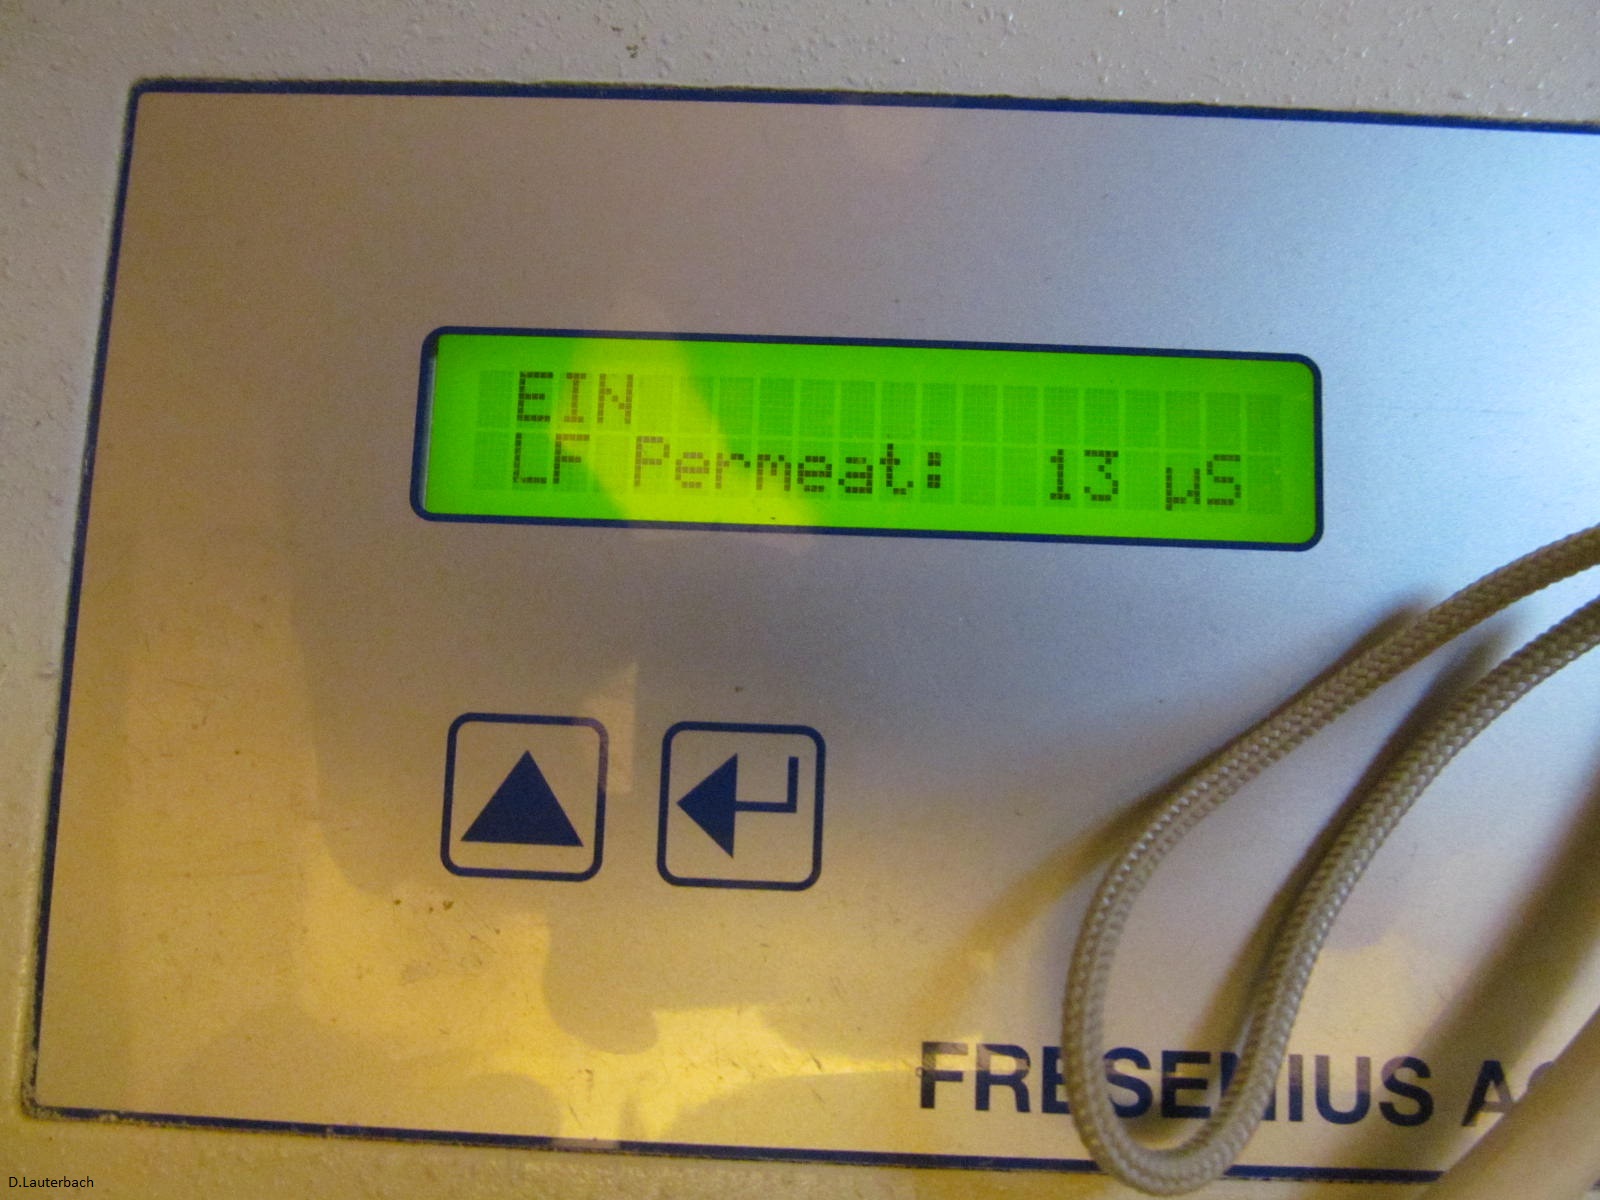 EIN
LF Permeat: 13 µS
FRESENIUS
D.Lauterbach